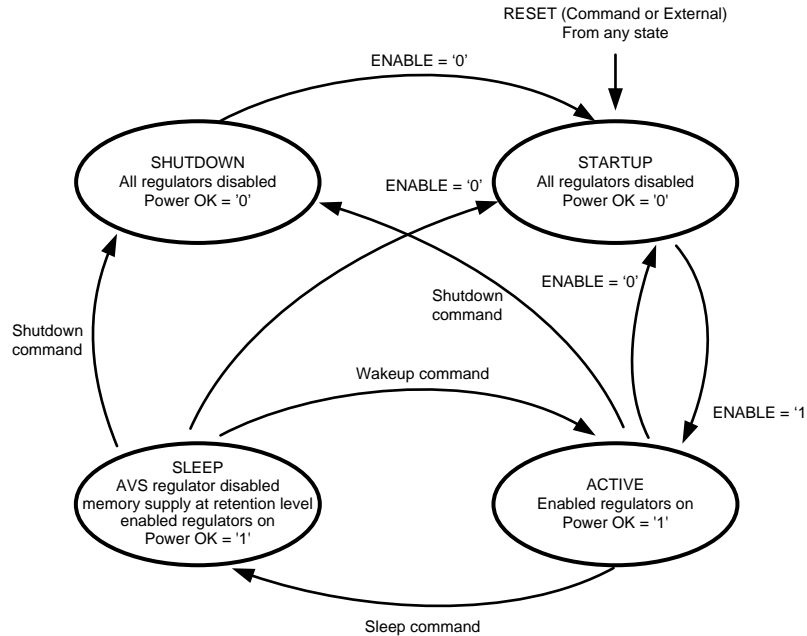 RESET (Command or External)
From any state
ENABLE = ‘0’
SHUTDOWN
All regulators disabled
Power OK = '0'
STARTUP
All regulators disabled
Power OK = '0'
ENABLE = ‘0’
Shutdown
command
Shutdown
command
ENABLE = ‘0’
Wakeup command
ENABLE = ‘1
SLEEP
AVS regulator disabled
memory supply at retention level
enabled regulators on
Power OK = '1'
ACTIVE
Enabled regulators on
Power OK = '1'
Sleep command